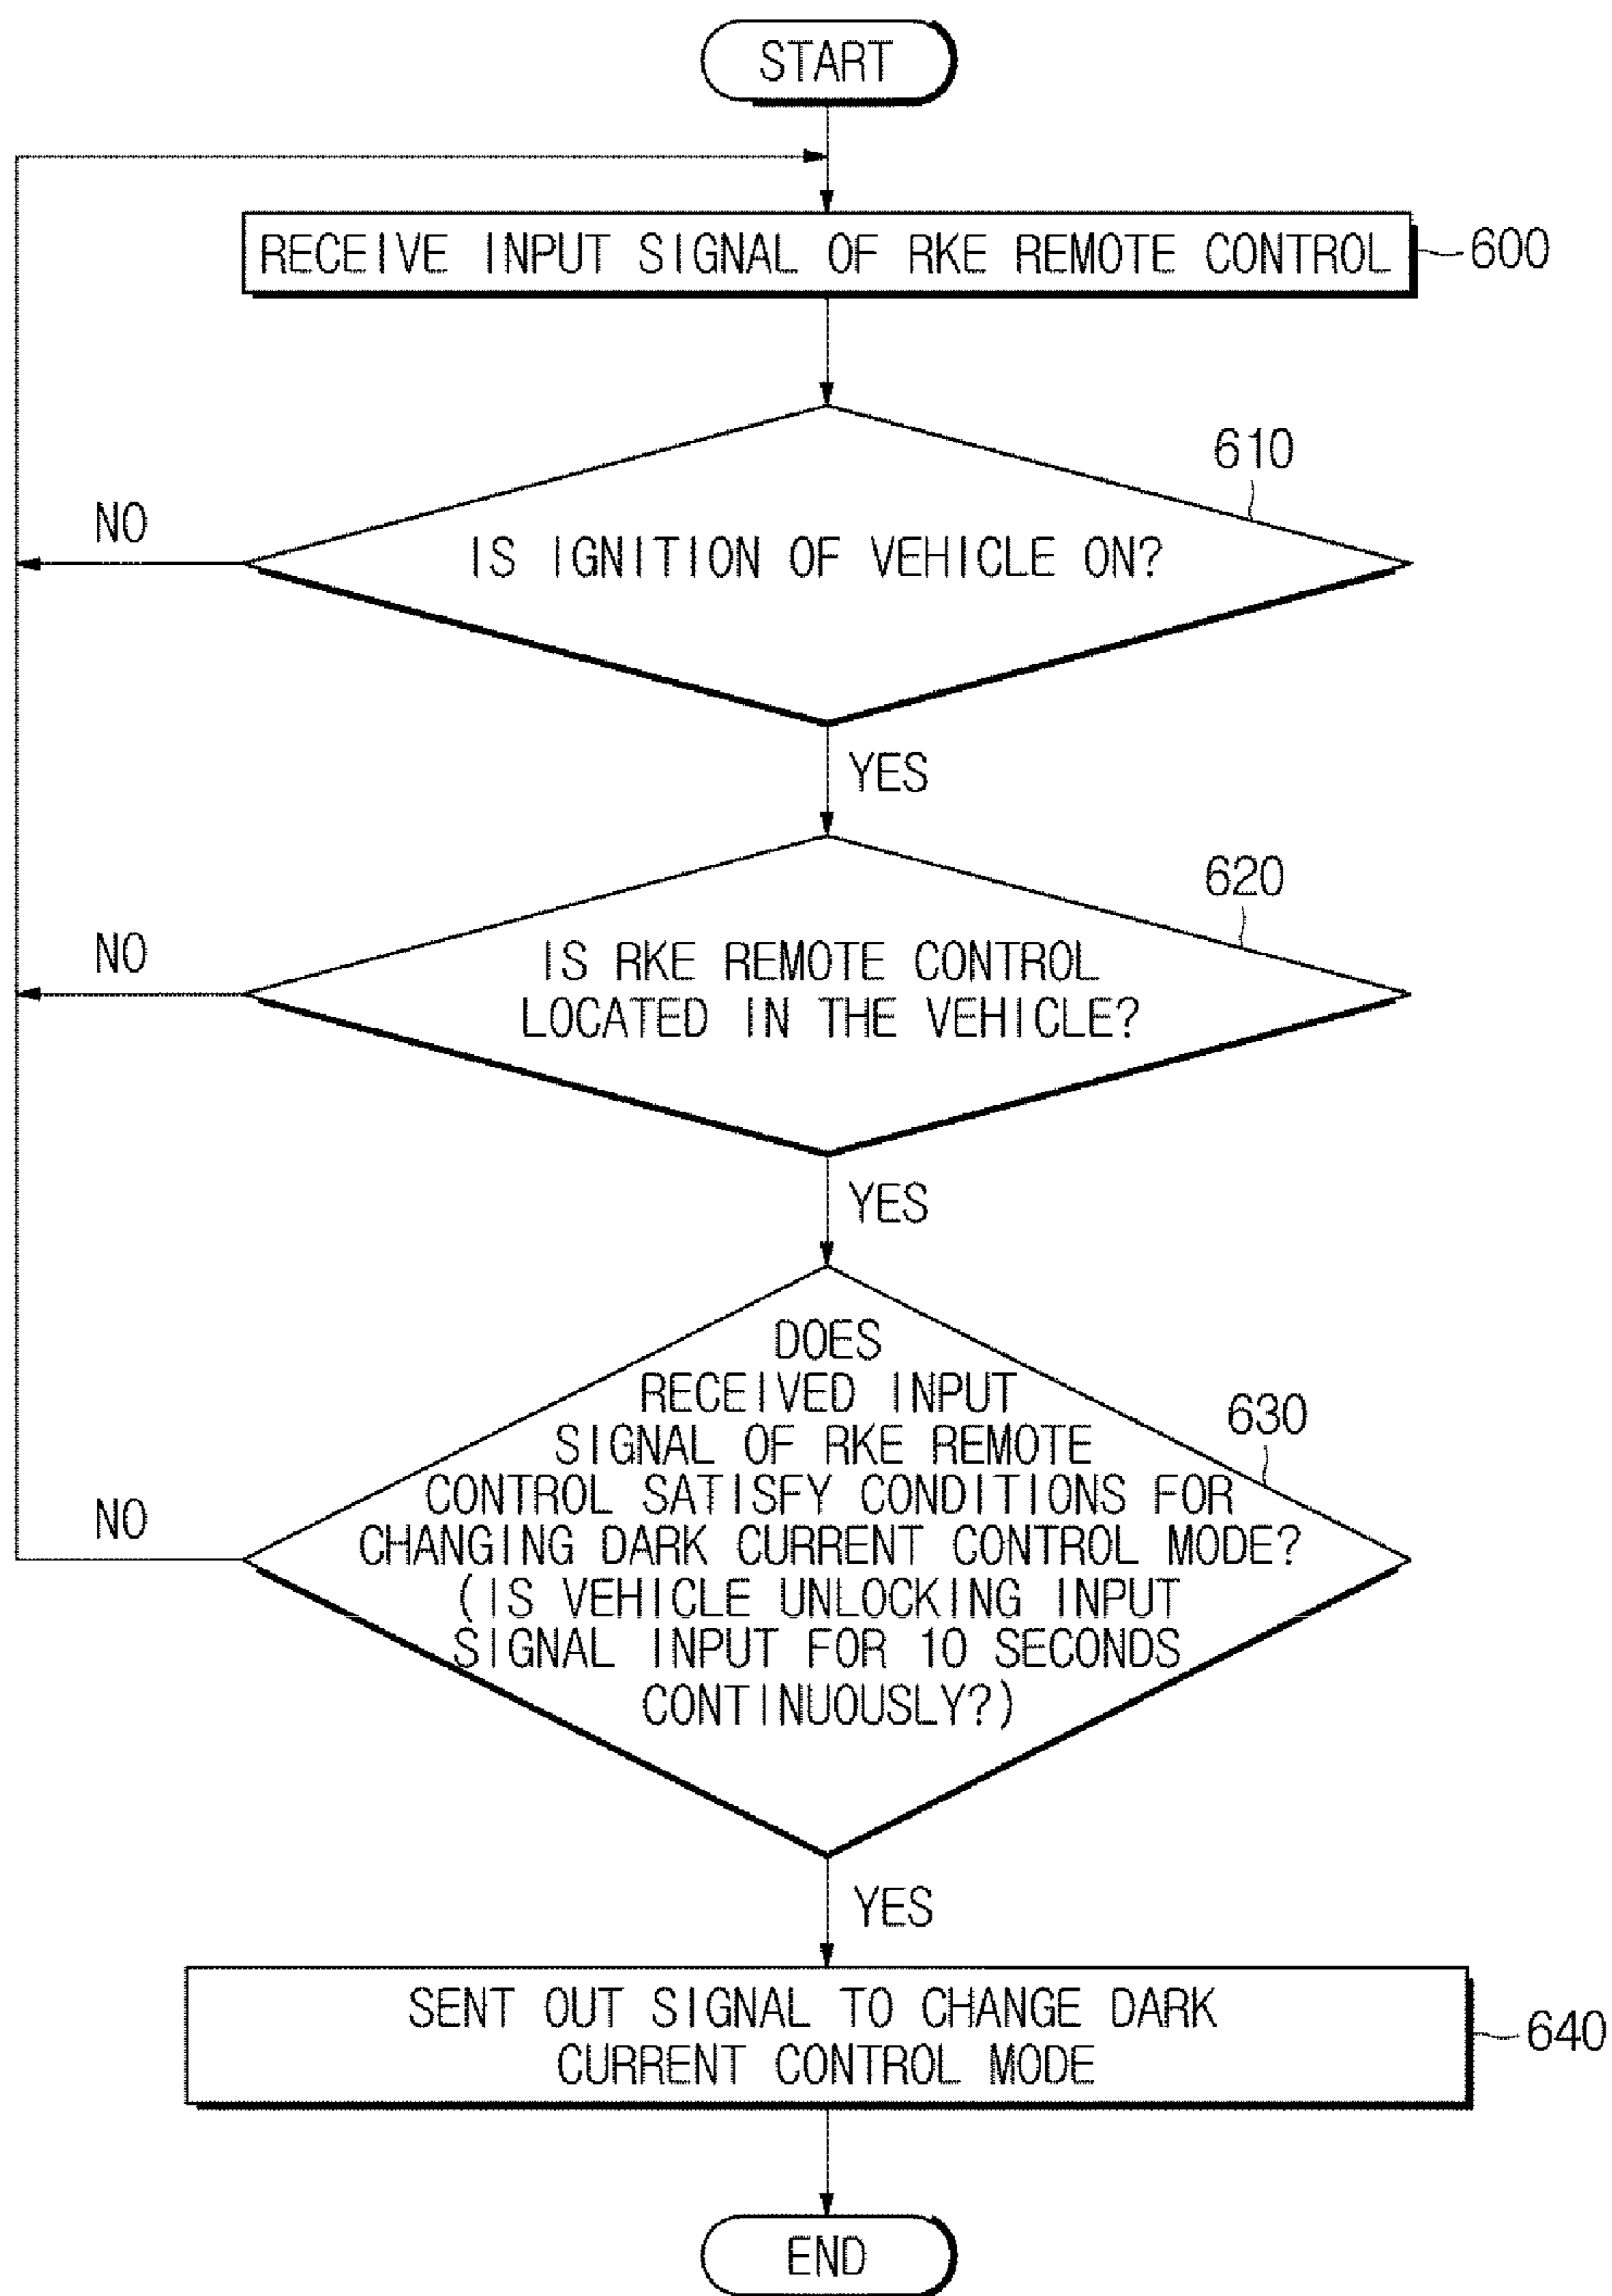 START
RECEIVE INPUT SIGNAL OF RKE REMOTE CONTROL
600
610
IS IGNITION OF VEHICLE ON?
NO
YES
620
IS RKE REMOTE CONTROL
LOCATED IN THE VEHICLE?
NO
YES
630
DOES
RECEIVED INPUT
SIGNAL OF RKE REMOTE
CONTROL SATISFY CONDITIONS FOR
CHANGING DARK CURRENT CONTROL MODE?
(IS VEHICLE UNLOCKING INPUT
SIGNAL INPUT FOR 10 SECONDS
CONTINUOUSLY?)
NO
YES
SENT OUT SIGNAL TO CHANGE DARK
CURRENT CONTROL MODE
640
END